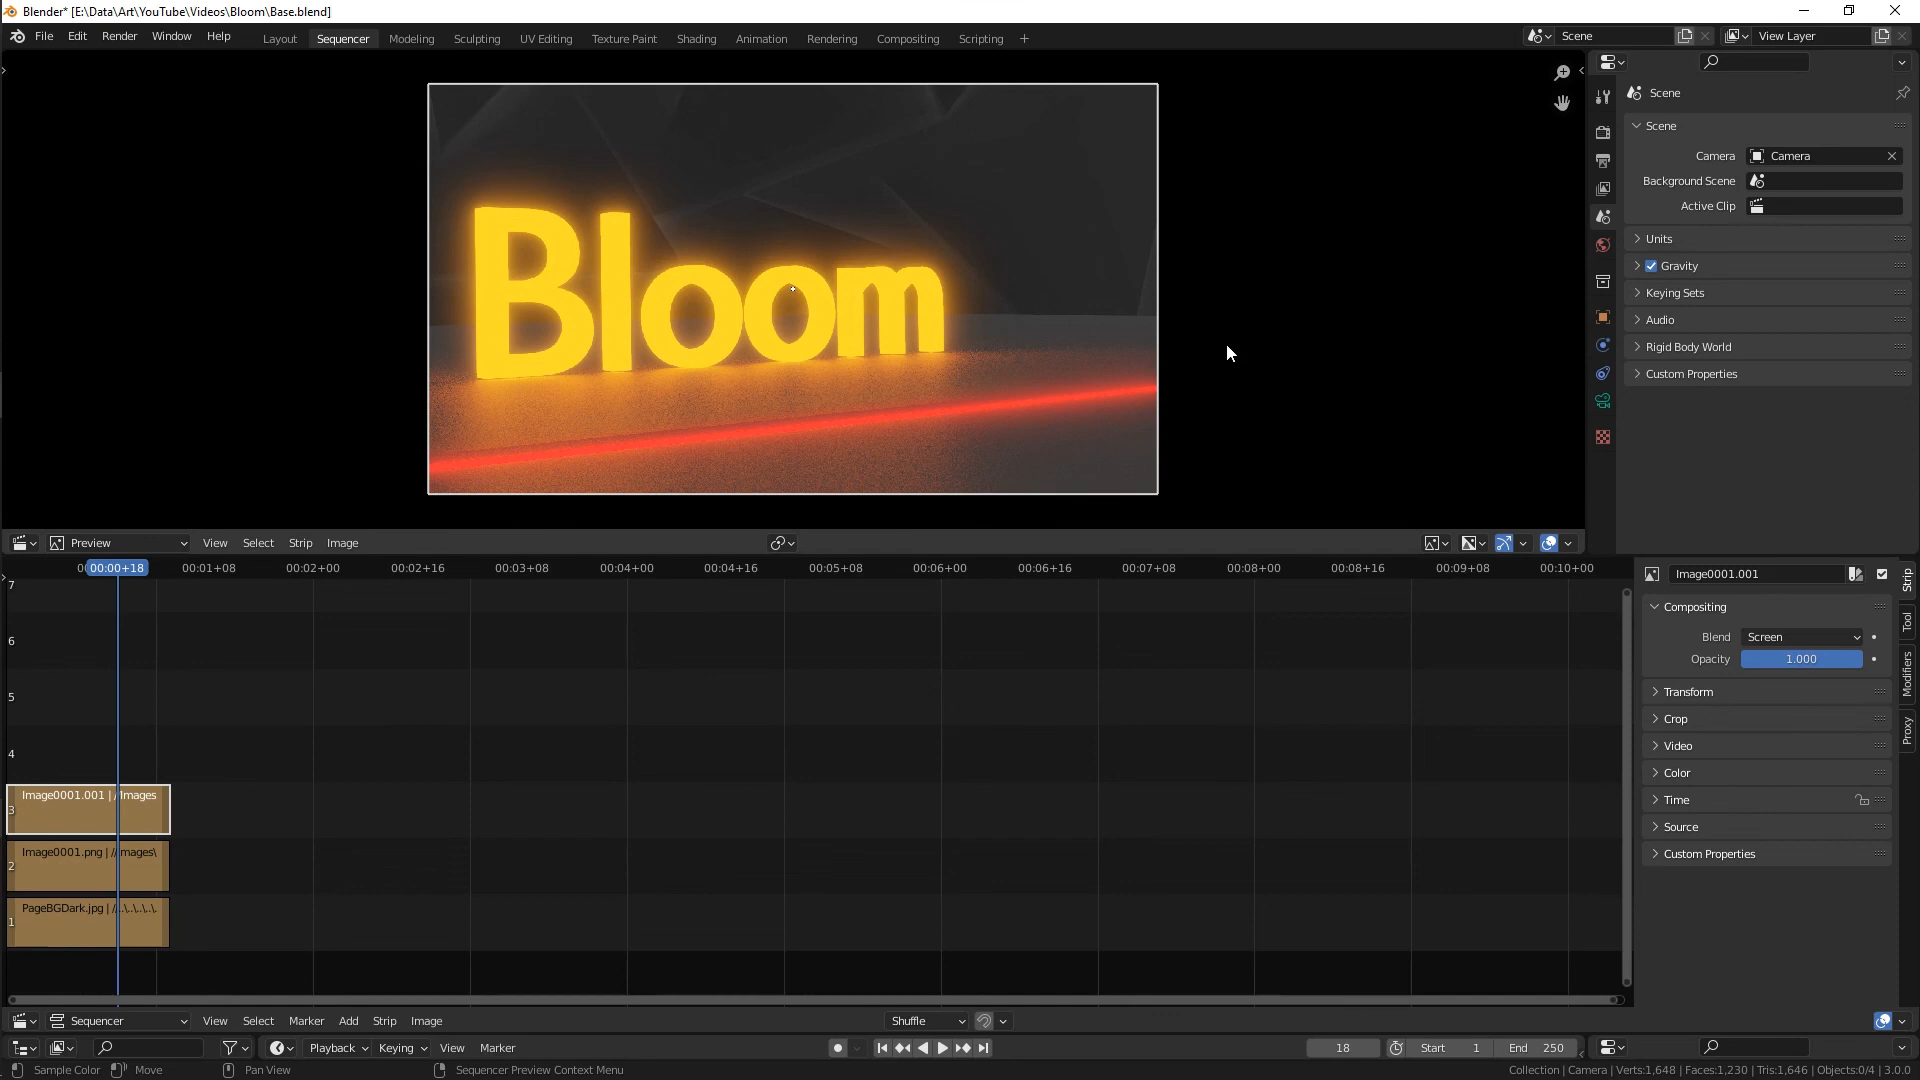 Blender* [E:\Data\Art\YouTube\Videos\Bloom\Base.blend]
File Edit Render Window Help Layout Sequencer Modeling Sculpting UV Editing Texture Paint Shading Animation Rendering Compositing Scripting + Scene View Layer
Scene
Scene
Camera Camera
Background Scene
Active Clip
Units
Gravity
Keying Sets
Audio
Rigid Body World
Custom Properties
Bloom
Preview View Select Strip Image
00:00+18 00:01+08 00:02+00 00:02+16 00:03+08 00:04+00 00:04+16 00:05+08 00:06+00 00:06+16 00:07+08 00:08+00 00:08+16 00:09+08 00:10+00
7
6
5
4
3 Image0001.001 | //images
2 Image0001.png | //images\
1 PageBGDark.jpg | //..\..\..\..\.
Image0001.001
Compositing
Blend Screen
Opacity 1.000
Transform
Crop
Video
Color
Time
Source
Custom Properties
Strip
Tool
Modifiers
Proxy
Sequencer View Select Marker Add Strip Image Shuffle
Playback Keying View Marker 18 Start 1 End 250
Sample Color Move Pan View Sequencer Preview Context Menu Collection | Camera | Verts:1,648 | Faces:1,230 | Tris:1,646 | Objects:0/4 | 3.0.0